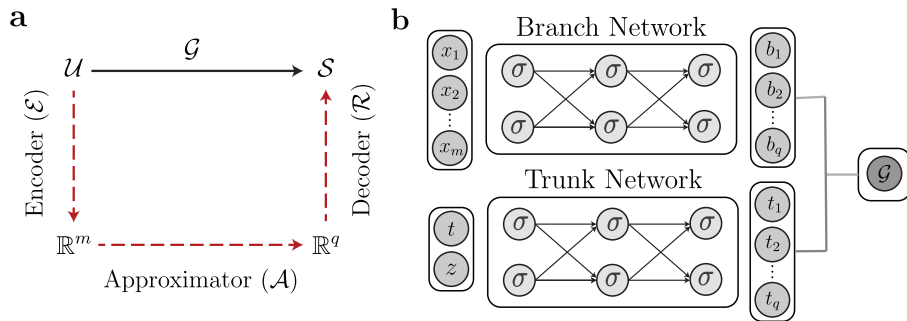 a
𝒰 𝒢 𝒮
Encoder (ℰ)
Decoder (ℛ)
ℝ^m ℝ^q
Approximator (𝒜)
b
Branch Network
x_1
x_2
⋮
x_m
σ σ σ
σ σ σ
b_1
b_2
⋮
b_q
Trunk Network
t
z
σ σ σ
σ σ σ
t_1
t_2
⋮
t_q
𝒢